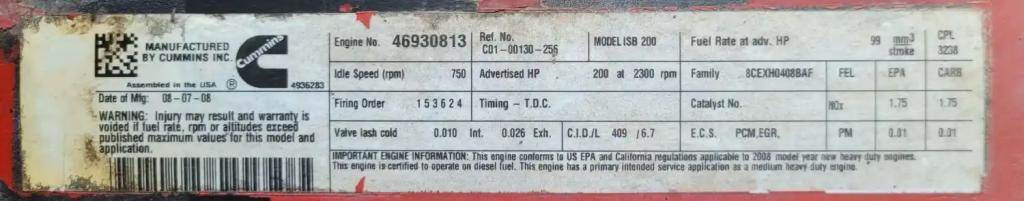 MANUFACTURED
BY CUMMINS INC.
Cummins
Assembled in the USA ® 4936283
Date of Mfg: 08-07-08
WARNING: Injury may result and warranty is
voided if fuel rate, rpm or altitudes exceed
published maximum values for this model and
application.
Engine No. 46930813
Ref. No.
C01-00130-256
MODEL ISB 200
Fuel Rate at adv. HP 99 mm³
stroke
CPL
3238
Idle Speed (rpm) 750
Advertised HP 200 at 2300 rpm
Family 8CEXH0408BAF
FEL EPA CARB
Firing Order 1 5 3 6 2 4
Timing – T.D.C.
Catalyst No.
NOx 1.75 1.75
Valve lash cold 0.010 Int. 0.026 Exh.
C.I.D./L 409 / 6.7
E.C.S. PCM,EGR,
PM 0.01 0.01
IMPORTANT ENGINE INFORMATION: This engine conforms to US EPA and California regulations applicable to 2008 model year new heavy duty engines.
This engine is certified to operate on diesel fuel. This engine has a primary intended service application as a medium heavy duty engine.